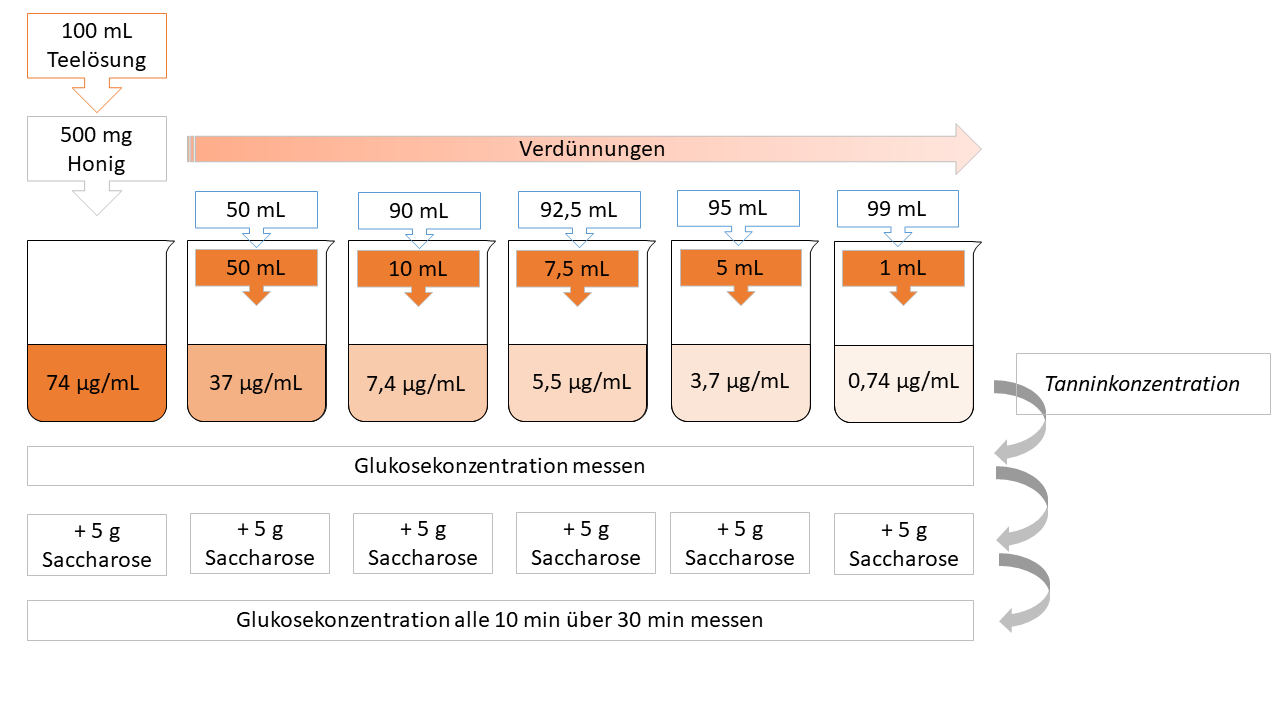 100 mL
Teelösung
500 mg
Honig
Verdünnungen
50 mL
90 mL
92,5 mL
95 mL
99 mL
50 mL
10 mL
7,5 mL
5 mL
1 mL
74 µg/mL
37 µg/mL
7,4 µg/mL
5,5 µg/mL
3,7 µg/mL
0,74 µg/mL
Tanninkonzentration
Glukosekonzentration messen
+ 5 g
Saccharose
+ 5 g
Saccharose
+ 5 g
Saccharose
+ 5 g
Saccharose
+ 5 g
Saccharose
+ 5 g
Saccharose
Glukosekonzentration alle 10 min über 30 min messen